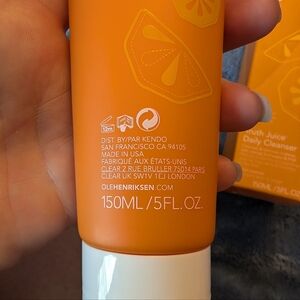 12M
DIST. BY/PAR KENDO
SAN FRANCISCO CA 94105
MADE IN USA
FABRIQUÉ AUX ÉTATS-UNIS
CLEAR 2 RUE BRULLER 75014 PARIS
CLEAR UK SW1V 1EJ LONDON
OLEHENRIKSEN.COM
150ML/5FL.OZ.
Juice
Daily Cleanser